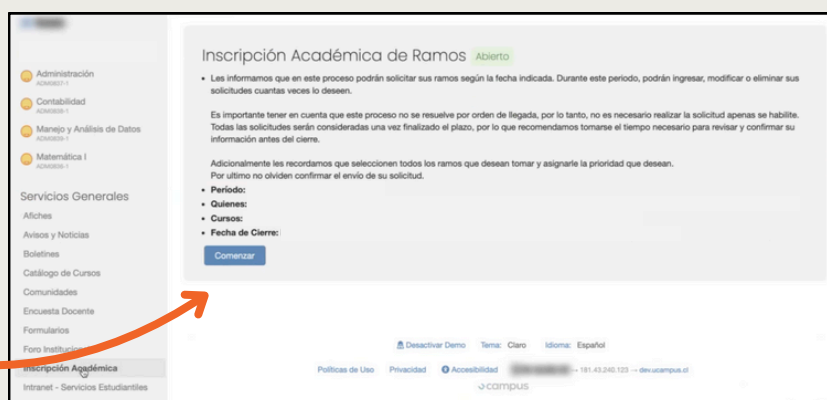 Administración
ADM0827-1
Contabilidad
Manejo y Análisis de Datos
Matemática I
Servicios Generales
Afiches
Avisos y Noticias
Boletines
Catálogo de Cursos
Comunidades
Encuesta Docente
Formularios
Foro
Inscripción Académica
Intranet - Servicios Estudiantiles
Inscripción Académica de Ramos Abierto
Les informamos que en este proceso podrán solicitar sus ramos según la fecha indicada. Durante este periodo, podrán ingresar, modificar o eliminar sus
solicitudes cuantas veces lo deseen.
Es importante tener en cuenta que este proceso no se resuelve por orden de llegada, por lo tanto, no es necesario realizar la solicitud apenas se habilite.
Todas las solicitudes serán consideradas una vez finalizado el plazo, por lo que recomendamos tomarse el tiempo necesario para revisar y confirmar su
información antes del cierre.
Adicionalmente les recordamos que seleccionen todos los ramos que desean tomar y asignarle la prioridad que desean.
Por ultimo no olviden confirmar el envío de su solicitud.
Período:
Quienes:
Cursos:
Fecha de Cierre:
Comenzar
Desactivar Demo Tema: Claro Idioma: Español
Políticas de Uso Privacidad Accesibilidad → 181.43.240.123 → dev.ucampus.cl
ucampus